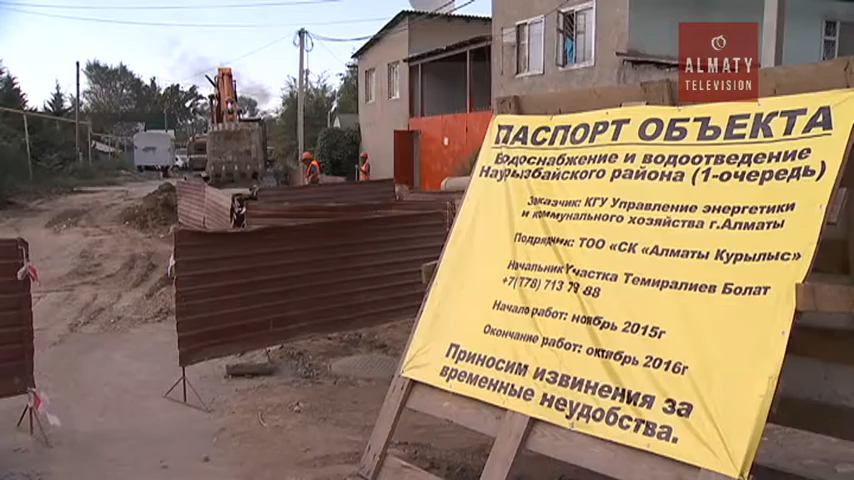 ALMATY
TELEVISION
ПАСПОРТ ОБЪЕКТА
Водоснабжение и водоотведение
Наурызбайского района (1-очередь)
Заказчик: КГУ Управление энергетики
и коммунального хозяйства г.Алматы
Подрядчик: ТОО «СК «Алматы Курылыс»
Начальник Участка Темиралиев Болат
+7(778) 713 79 88
Начало работ: ноябрь 2015г
Окончание работ: октябрь 2016г
Приносим извинения за
временные неудобства.